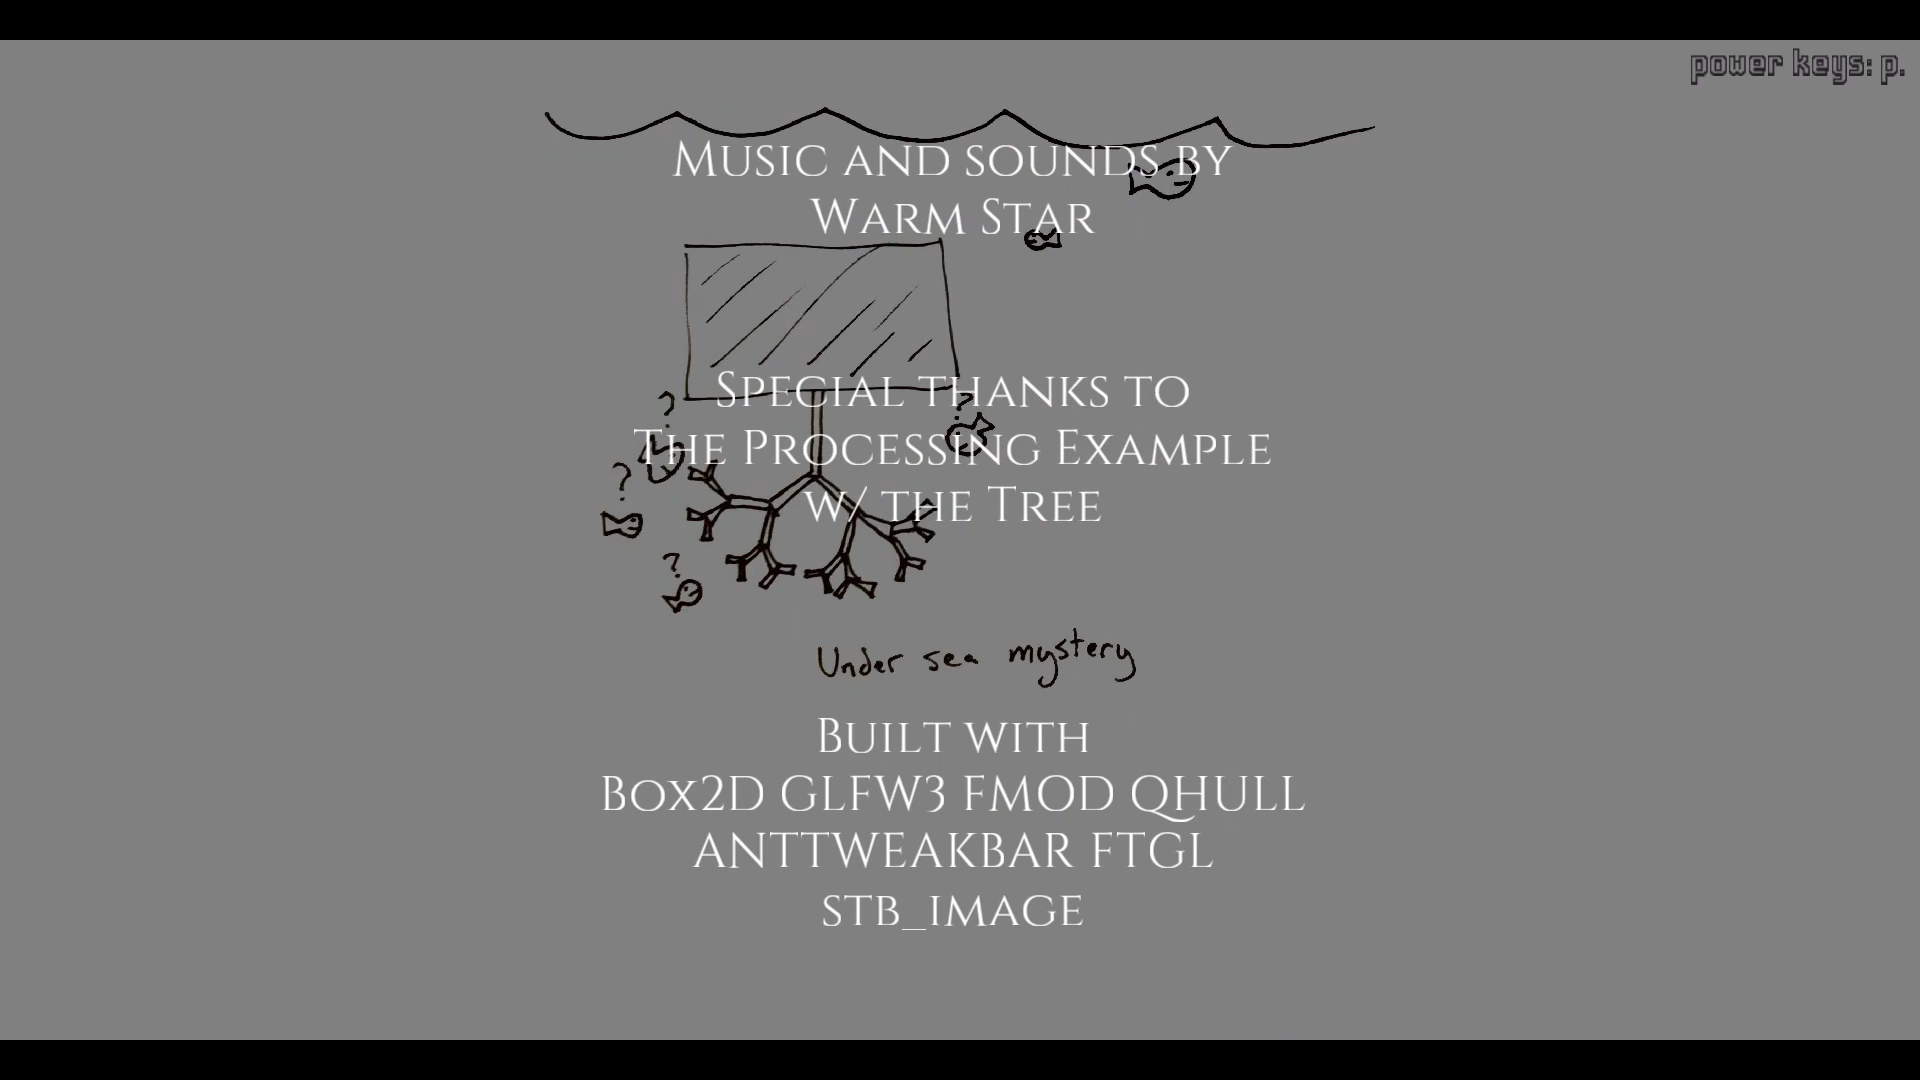 power keys: p.
Music and sounds by
Warm Star
?
?
Special thanks to
The Processing Example
w/ the Tree
?
?
Under sea mystery
Built with
Box2D GLFW3 FMOD QHULL
ANTTWEAKBAR FTGL
STB_IMAGE